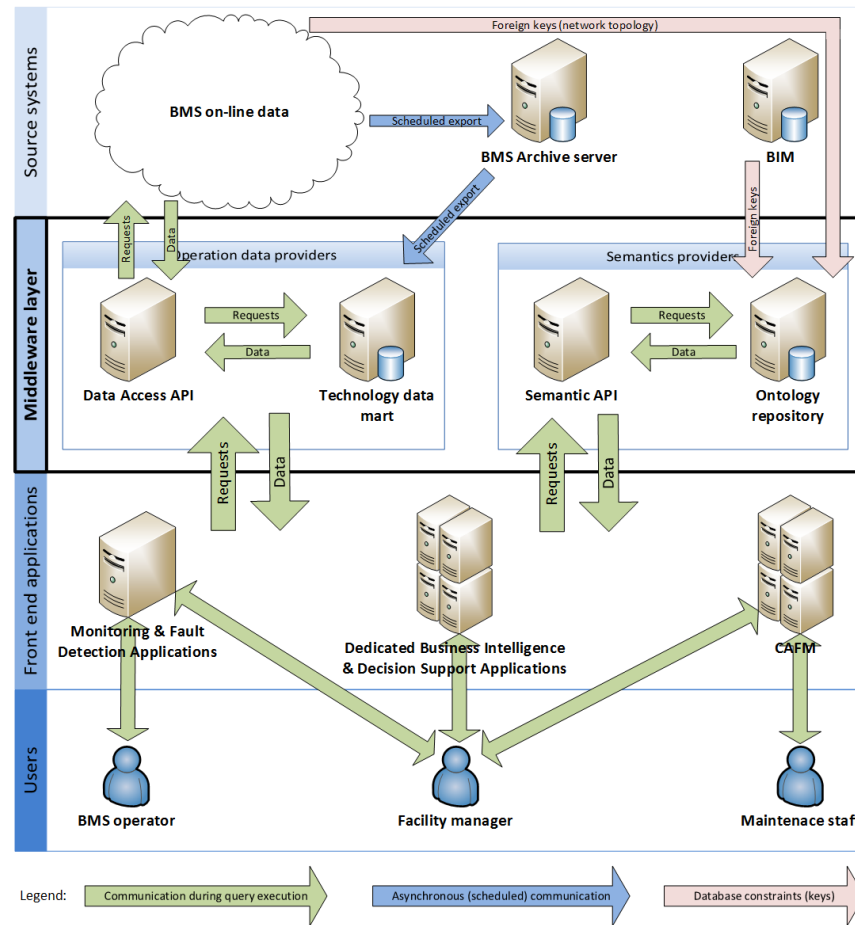 Source systems
Foreign keys (network topology)
BMS on-line data
Scheduled export
BMS Archive server
BIM
Requests
Data
Scheduled export
Foreign keys
Middleware layer
Operation data providers
Semantics providers
Requests
Data
Data Access API
Technology data
mart
Requests
Data
Semantic API
Ontology
repository
Requests
Data
Requests
Data
Front end applications
Monitoring & Fault
Detection Applications
Dedicated Business Intelligence
& Decision Support Applications
CAFM
Users
BMS operator
Facility manager
Maintenace staff
Legend:
Communication during query execution
Asynchronous (scheduled) communication
Database constraints (keys)